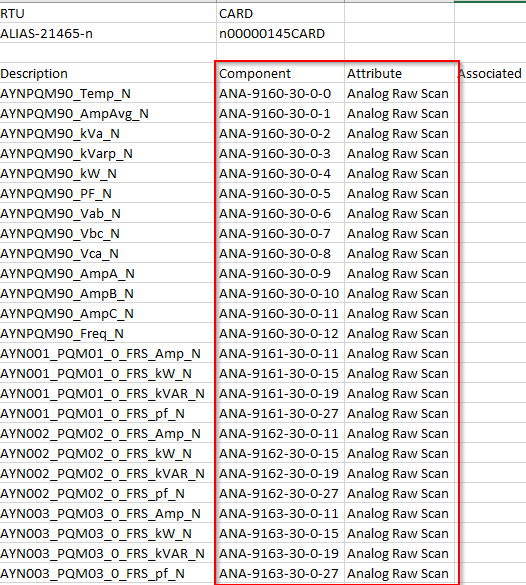 RTU CARD
ALIAS-21465-n n00000145CARD
Description Component Attribute Associated
AYNPQM90_Temp_N ANA-9160-30-0-0 Analog Raw Scan
AYNPQM90_AmpAvg_N ANA-9160-30-0-1 Analog Raw Scan
AYNPQM90_kVa_N ANA-9160-30-0-2 Analog Raw Scan
AYNPQM90_kVarp_N ANA-9160-30-0-3 Analog Raw Scan
AYNPQM90_kW_N ANA-9160-30-0-4 Analog Raw Scan
AYNPQM90_PF_N ANA-9160-30-0-5 Analog Raw Scan
AYNPQM90_Vab_N ANA-9160-30-0-6 Analog Raw Scan
AYNPQM90_Vbc_N ANA-9160-30-0-7 Analog Raw Scan
AYNPQM90_Vca_N ANA-9160-30-0-8 Analog Raw Scan
AYNPQM90_AmpA_N ANA-9160-30-0-9 Analog Raw Scan
AYNPQM90_AmpB_N ANA-9160-30-0-10 Analog Raw Scan
AYNPQM90_AmpC_N ANA-9160-30-0-11 Analog Raw Scan
AYNPQM90_Freq_N ANA-9160-30-0-12 Analog Raw Scan
AYN001_PQM01_0_FRS_Amp_N ANA-9161-30-0-11 Analog Raw Scan
AYN001_PQM01_0_FRS_kW_N ANA-9161-30-0-15 Analog Raw Scan
AYN001_PQM01_0_FRS_kVAR_N ANA-9161-30-0-19 Analog Raw Scan
AYN001_PQM01_0_FRS_pf_N ANA-9161-30-0-27 Analog Raw Scan
AYN002_PQM02_0_FRS_Amp_N ANA-9162-30-0-11 Analog Raw Scan
AYN002_PQM02_0_FRS_kW_N ANA-9162-30-0-15 Analog Raw Scan
AYN002_PQM02_0_FRS_kVAR_N ANA-9162-30-0-19 Analog Raw Scan
AYN002_PQM02_0_FRS_pf_N ANA-9162-30-0-27 Analog Raw Scan
AYN003_PQM03_0_FRS_Amp_N ANA-9163-30-0-11 Analog Raw Scan
AYN003_PQM03_0_FRS_kW_N ANA-9163-30-0-15 Analog Raw Scan
AYN003_PQM03_0_FRS_kVAR_N ANA-9163-30-0-19 Analog Raw Scan
AYN003_PQM03_0_FRS_pf_N ANA-9163-30-0-27 Analog Raw Scan